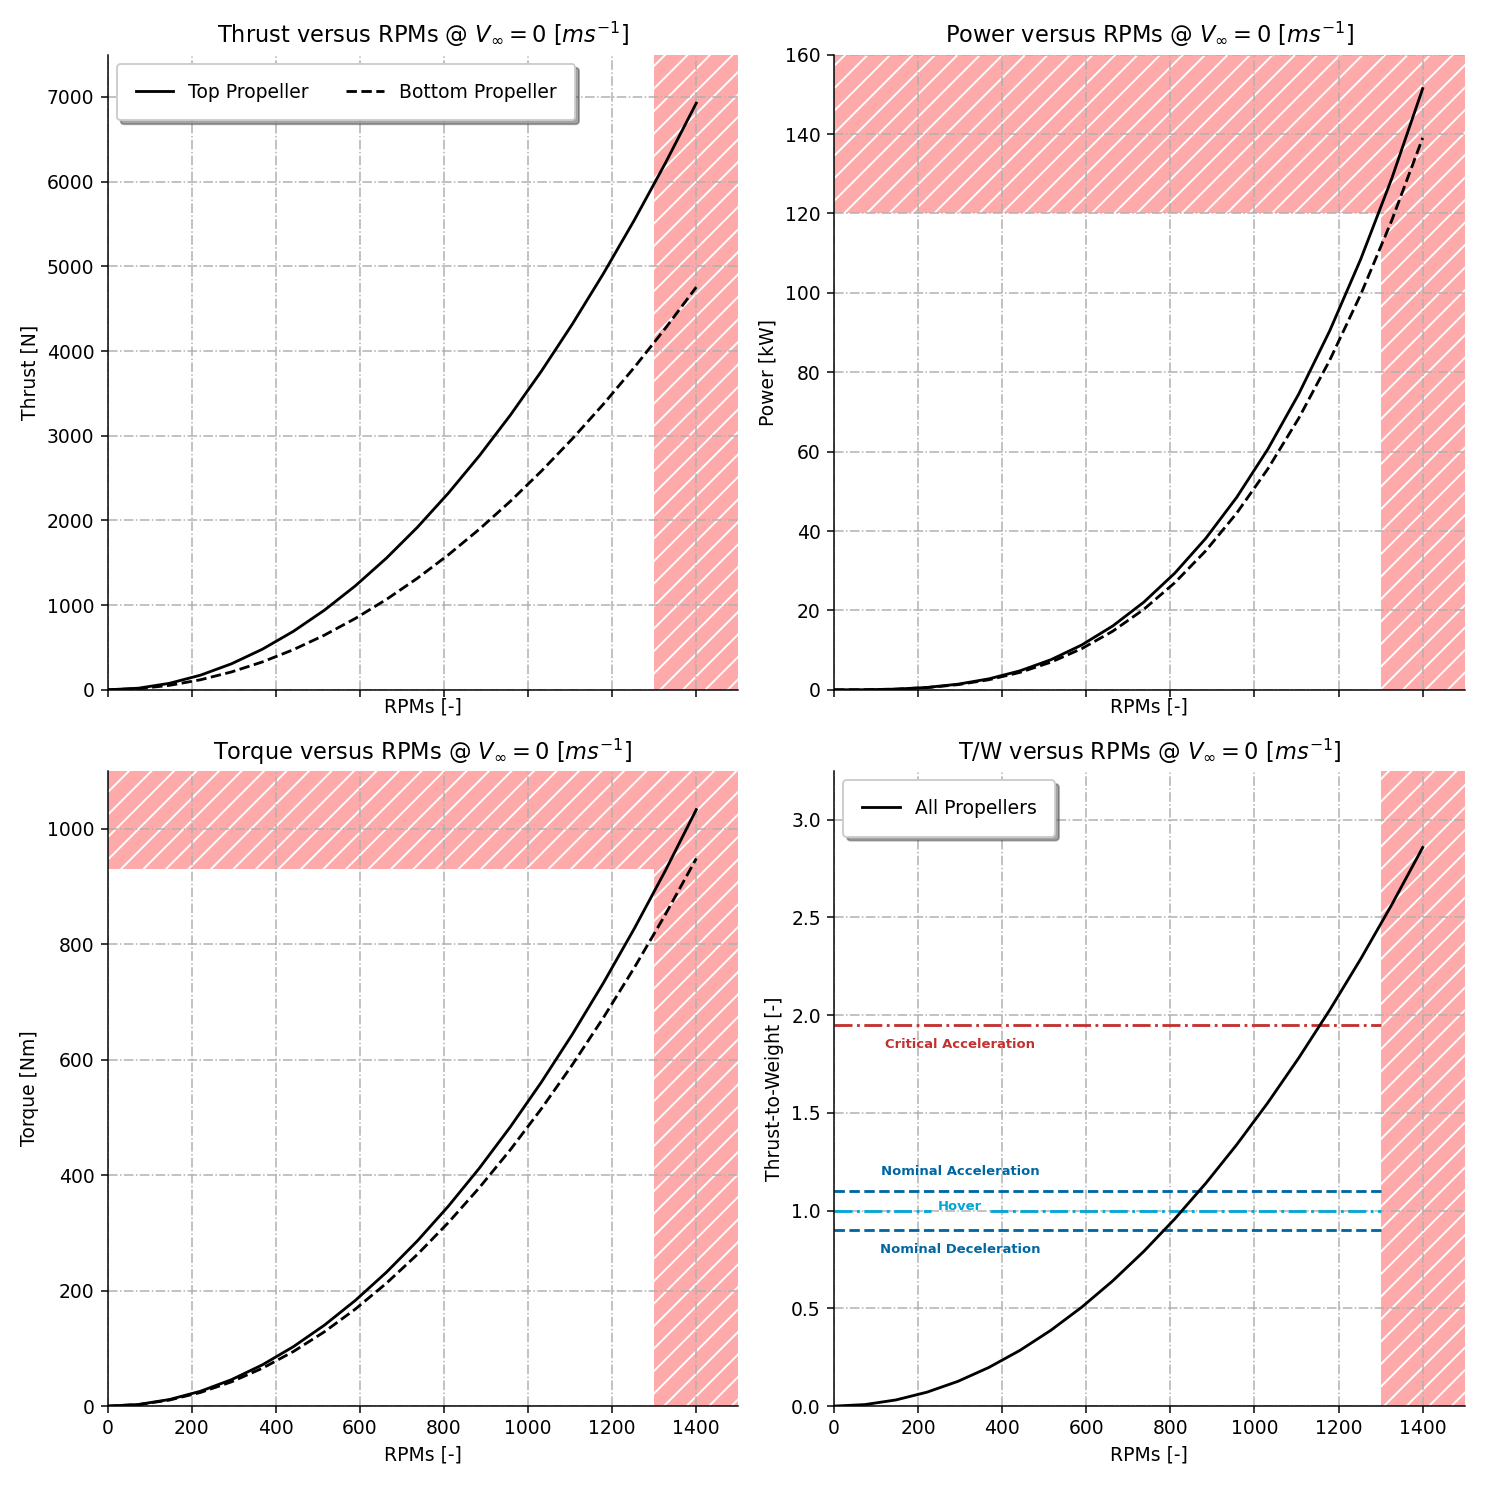 Thrust versus RPMs @ V∞ = 0 [ms⁻¹]
Top Propeller
Bottom Propeller
7000
6000
5000
4000
3000
2000
1000
0
Thrust [N]
RPMs [-]
Power versus RPMs @ V∞ = 0 [ms⁻¹]
160
140
120
100
80
60
40
20
0
Power [kW]
RPMs [-]
Torque versus RPMs @ V∞ = 0 [ms⁻¹]
1000
800
600
400
200
0
Torque [Nm]
0 200 400 600 800 1000 1200 1400
RPMs [-]
T/W versus RPMs @ V∞ = 0 [ms⁻¹]
All Propellers
3.0
2.5
2.0
1.5
1.0
0.5
0.0
Thrust-to-Weight [-]
Critical Acceleration
Nominal Acceleration
Hover
Nominal Deceleration
0 200 400 600 800 1000 1200 1400
RPMs [-]